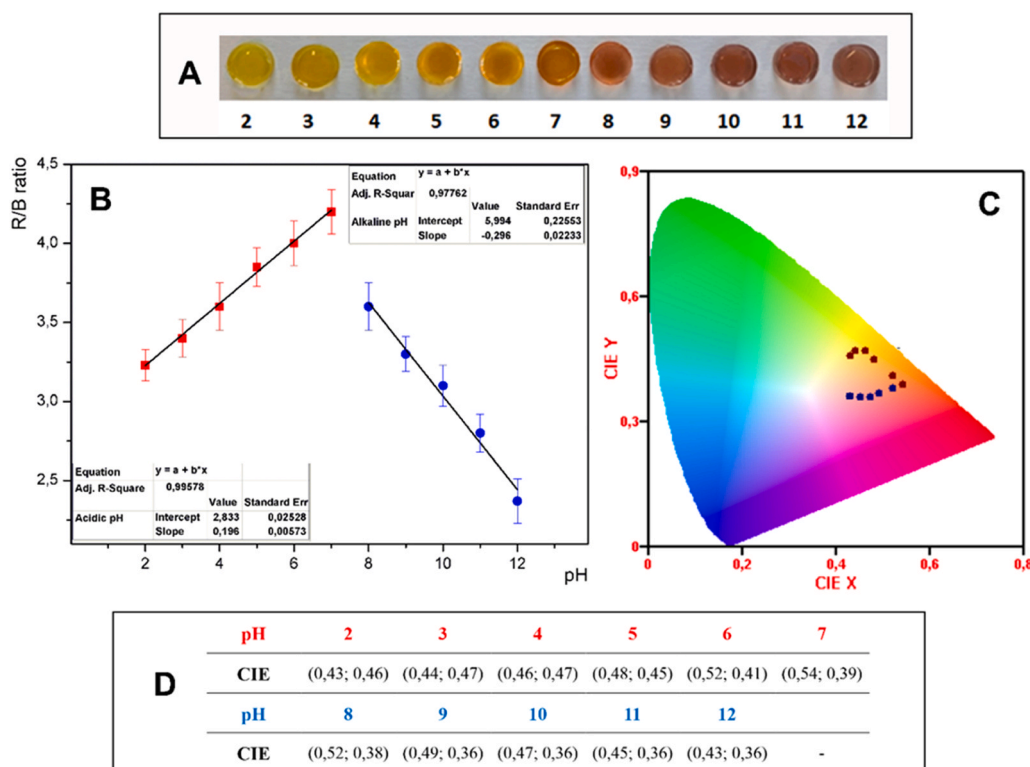 A
2 3 4 5 6 7 8 9 10 11 12
B
R/B ratio
4,5
4,0
3,5
3,0
2,5
2 4 6 8 10 12
pH
Equation y = a + b*x
Adj. R-Squar 0,97762
Value Standard Err
Alkaline pH Intercept 5,994 0,22553
Slope -0,296 0,02233
Equation y = a + b*x
Adj. R-Square 0,99578
Value Standard Err
Acidic pH Intercept 2,833 0,02528
Slope 0,196 0,00573
C
CIE Y
0,9
0,6
0,3
0
0 0,2 0,4 0,6 0,8
CIE X
D
pH 2 3 4 5 6 7
CIE (0,43; 0,46) (0,44; 0,47) (0,46; 0,47) (0,48; 0,45) (0,52; 0,41) (0,54; 0,39)
pH 8 9 10 11 12
CIE (0,52; 0,38) (0,49; 0,36) (0,47; 0,36) (0,45; 0,36) (0,43; 0,36) -